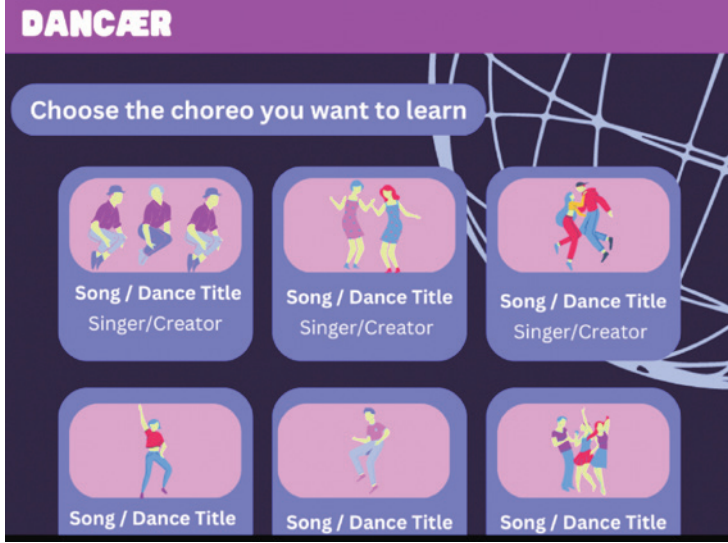 DANCÆR
Choose the choreo you want to learn
Song / Dance Title
Singer/Creator
Song / Dance Title
Singer/Creator
Song / Dance Title
Singer/Creator
Song / Dance Title
Song / Dance Title
Song / Dance Title